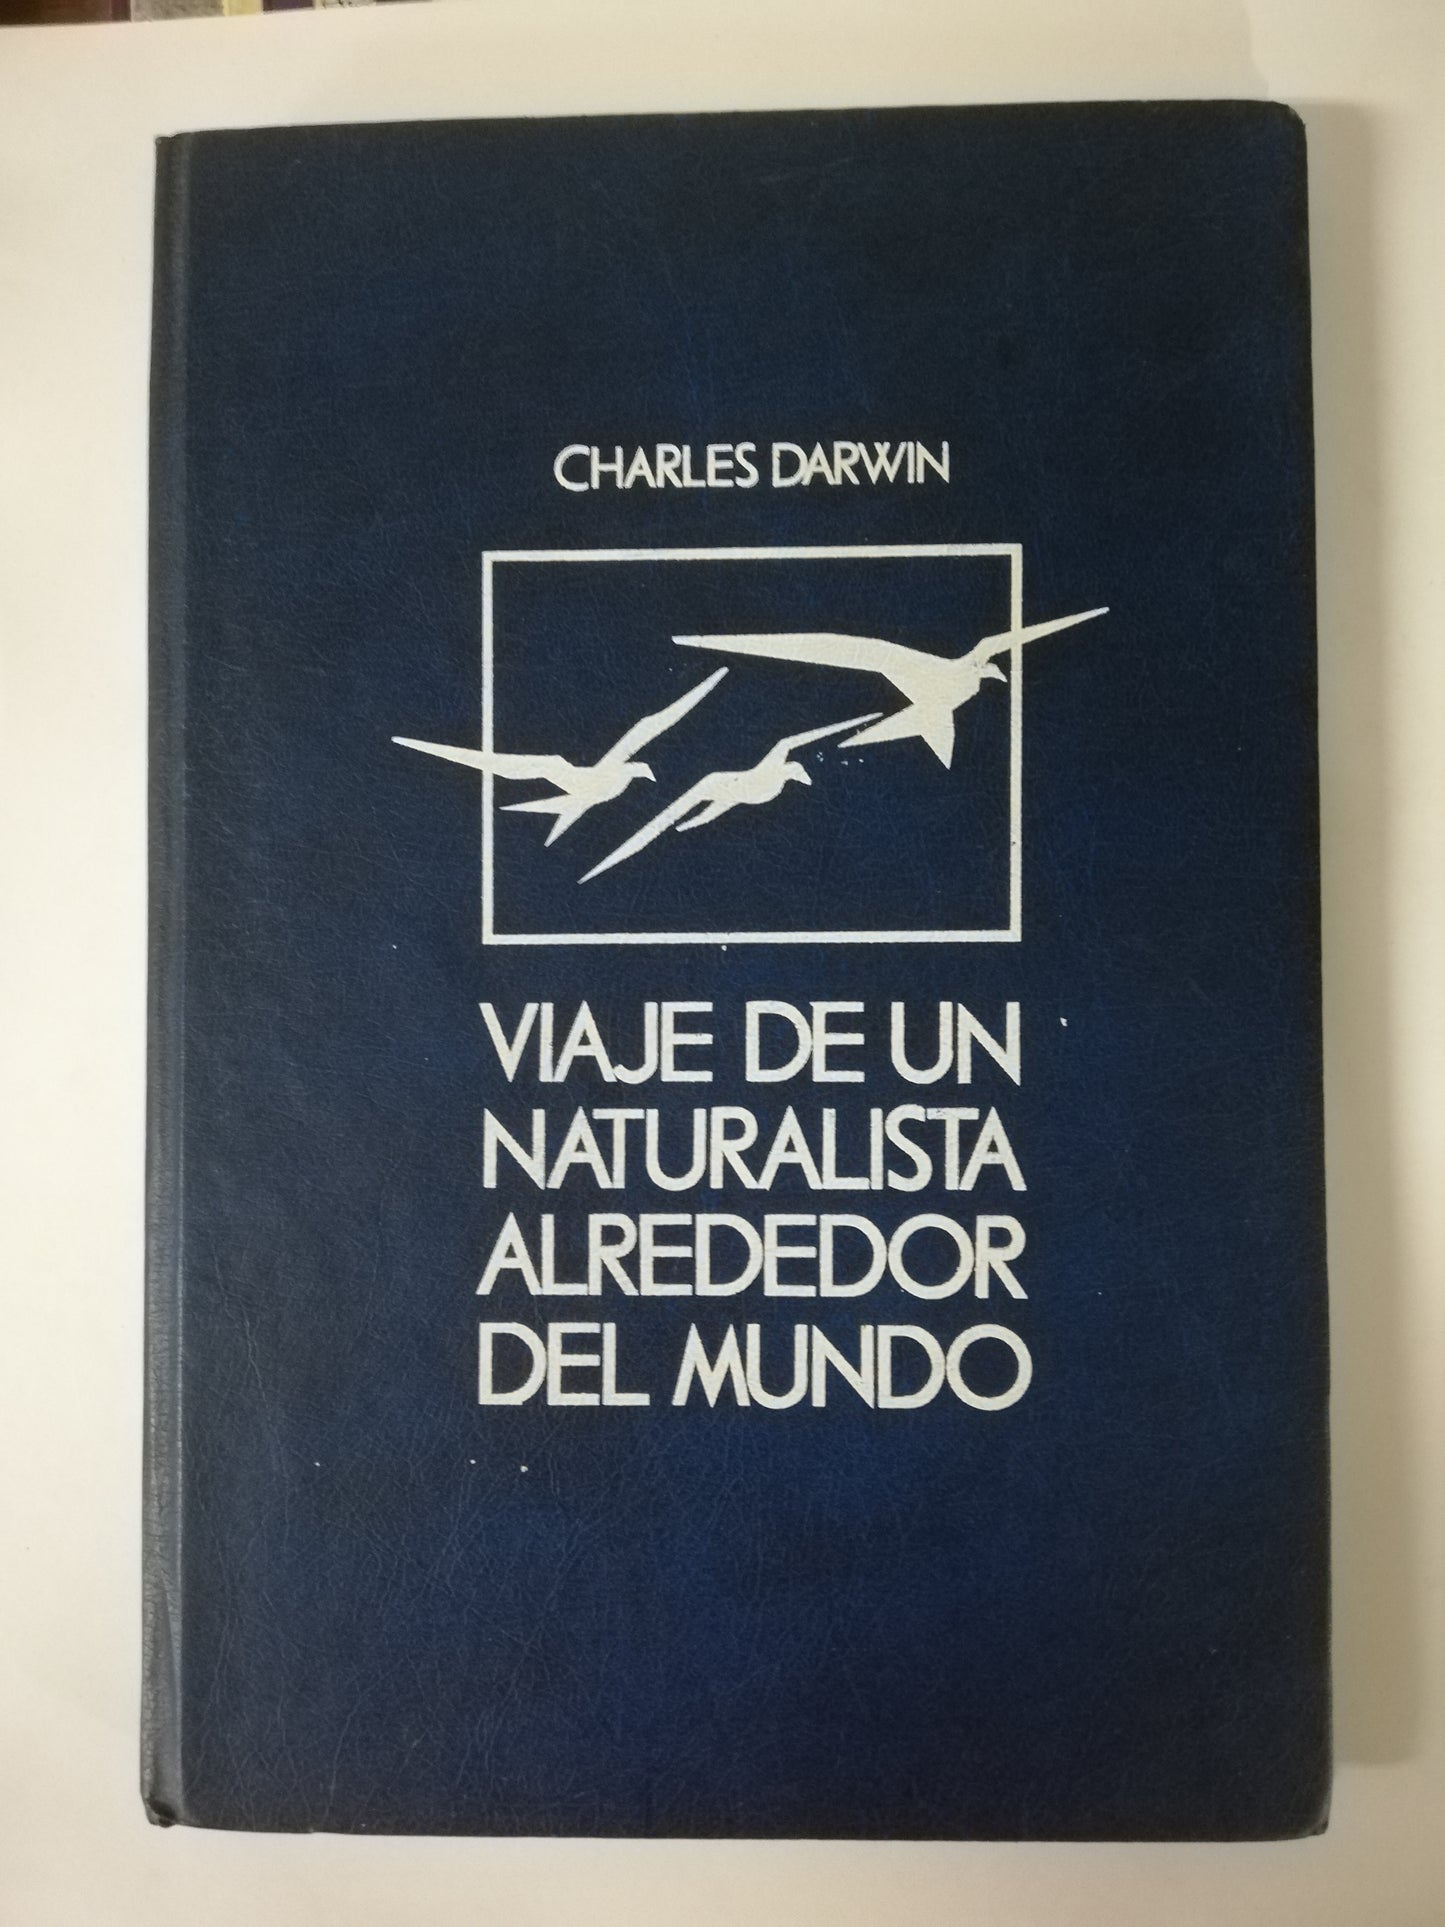 CHARLES DARWIN
VIAJE DE UN
NATURALISTA
ALREDEDOR
DEL MUNDO